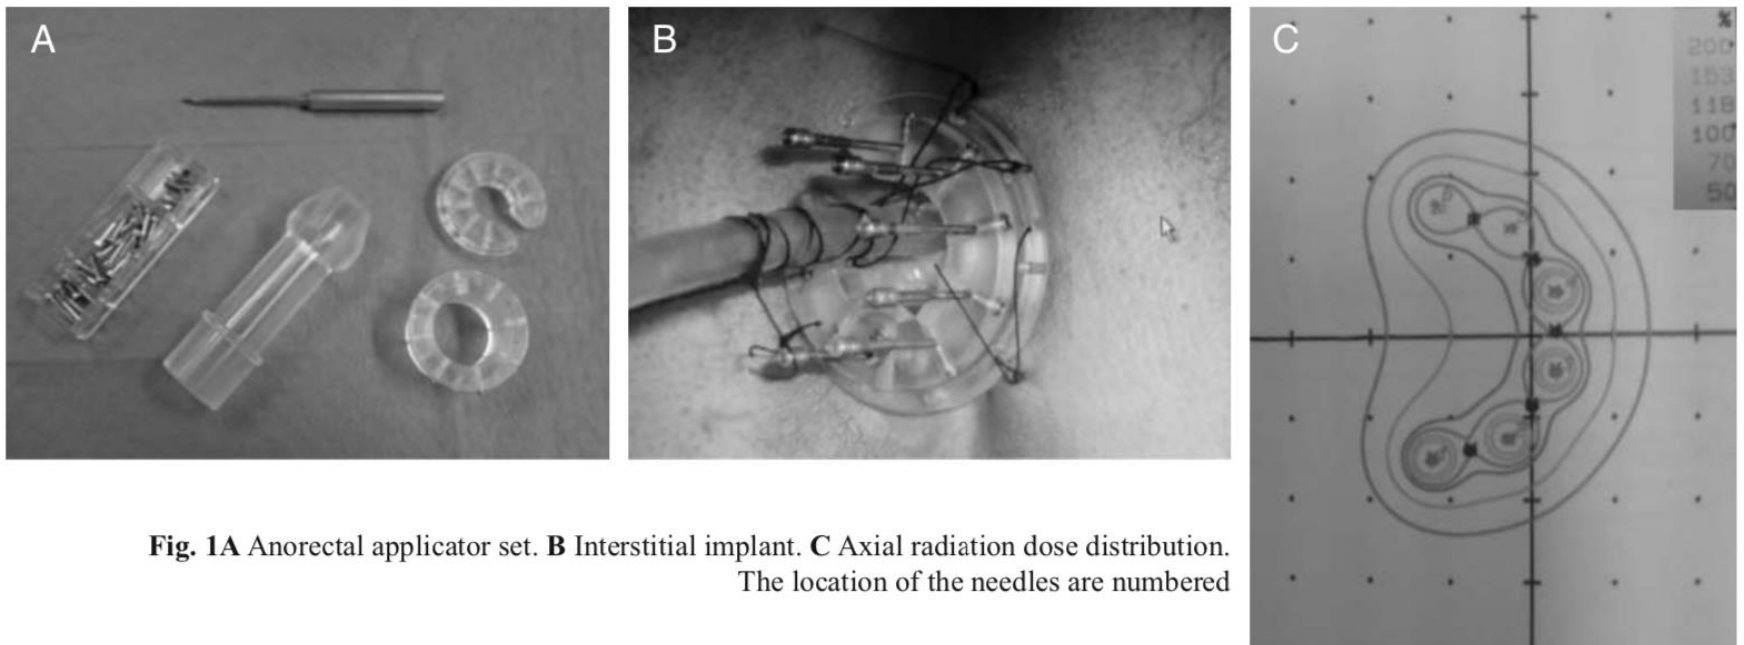 A
B
C
%
200
153
118
100
70
50
Fig. 1A Anorectal applicator set. B Interstitial implant. C Axial radiation dose distribution.
The location of the needles are numbered